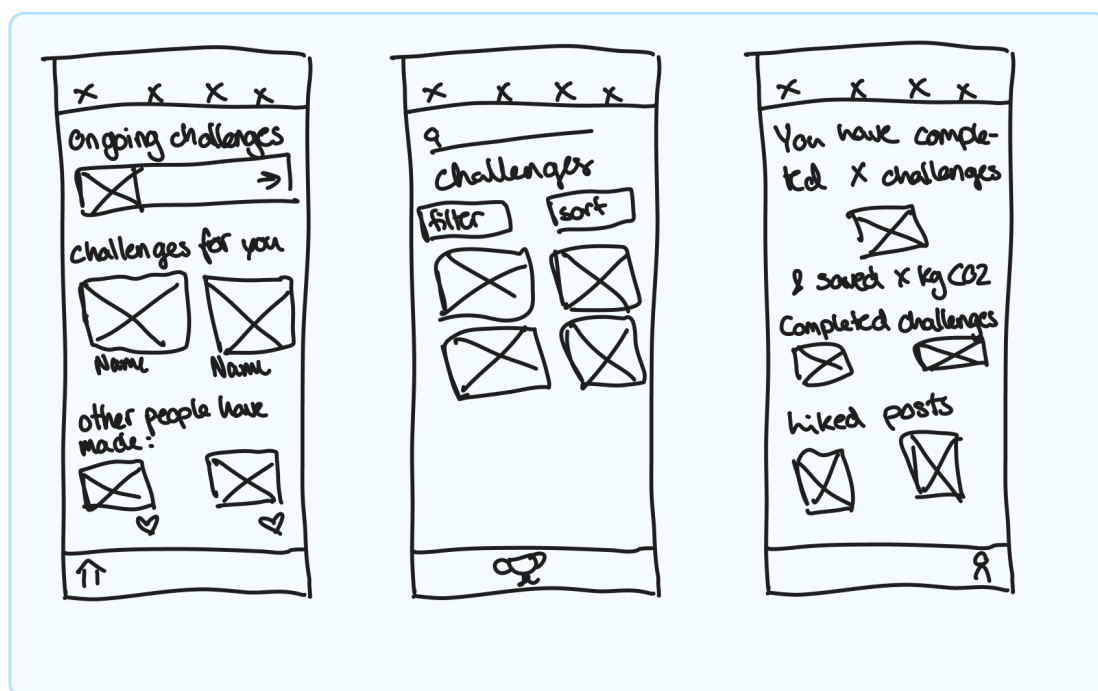 x x x x
ongoing challenges
challenges for you
Name Name
other people have
made:
x x x x
challenges
filter sort
x x x x
You have comple-
ted X challenges
& saved x kg CO2
Completed challenges
Liked posts